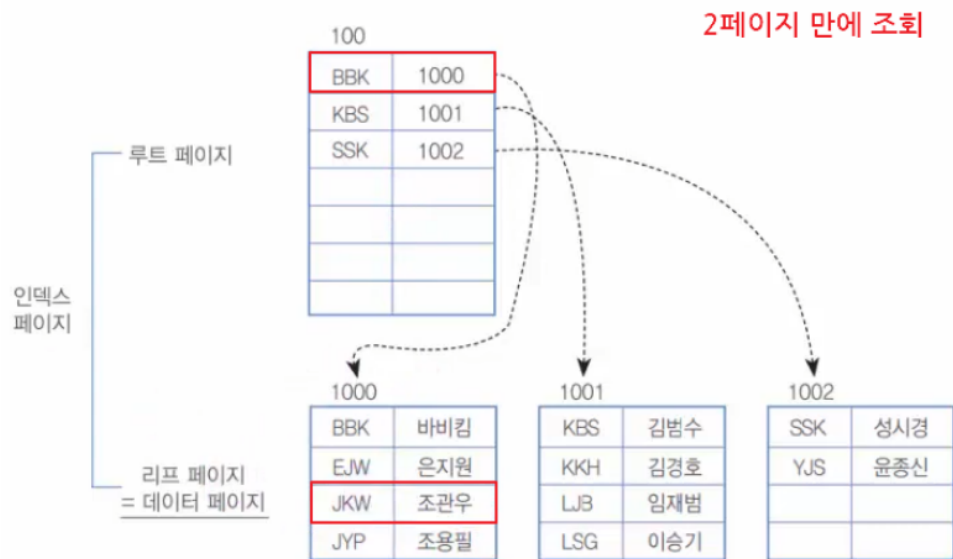 2페이지 만에 조회
100
BBK 1000
KBS 1001
SSK 1002
루트 페이지
인덱스
페이지
1000 1001 1002
BBK 바비킴 KBS 김범수 SSK 성시경
EJW 은지원 KKH 김경호 YJS 윤종신
리프 페이지
= 데이터 페이지
JKW 조관우 LJB 임재범
JYP 조용필 LSG 이승기